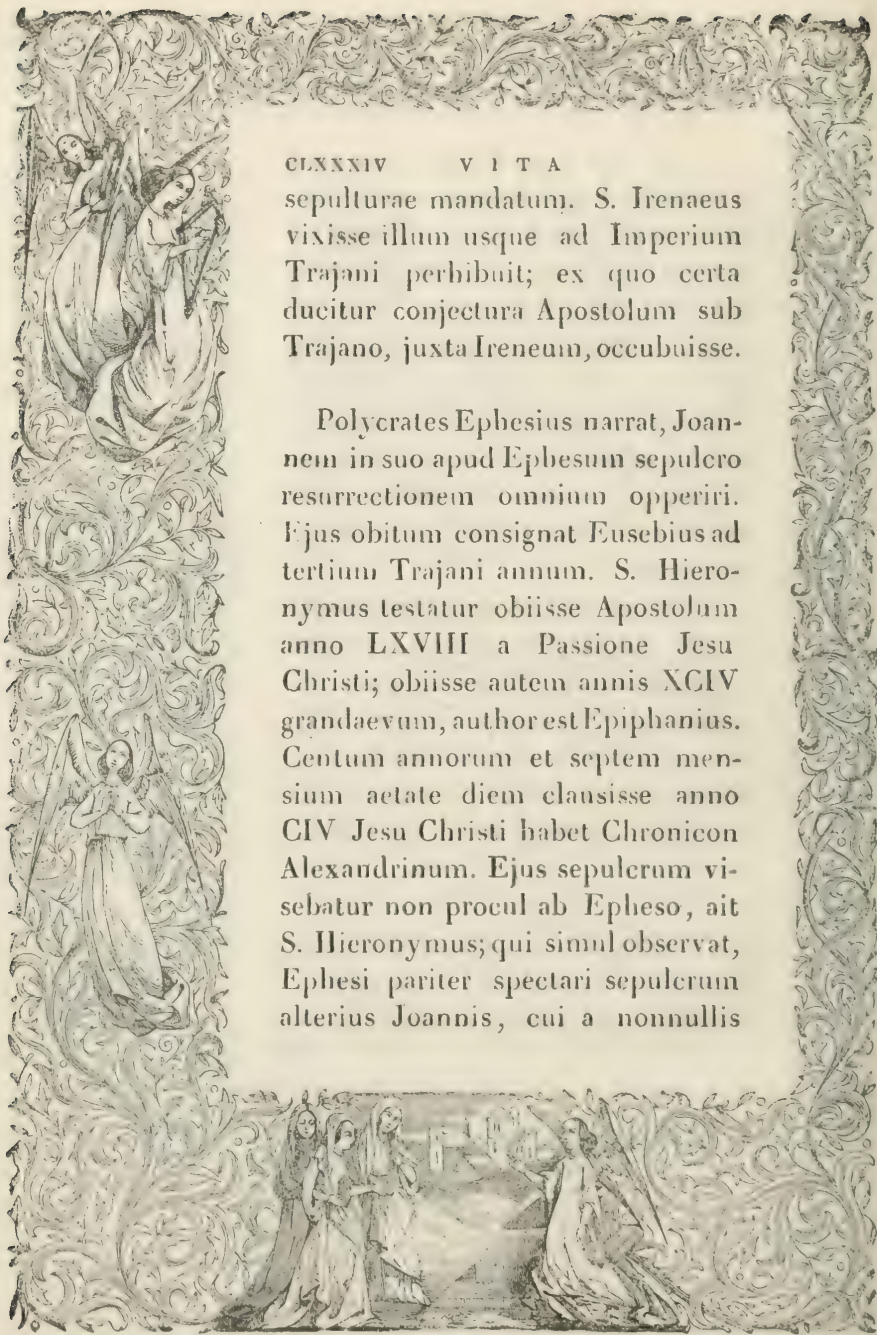 CLXXXIV VITA
sepulturae mandatum. S. Irenaeus
vixisse illum usque ad Imperium
Trajani perhibuit; ex quo certa
ducitur conjectura Apostolum sub
Trajano, juxta Ireneum, occubuisse.
Polycrates Ephesius narrat, Joan-
nem in suo apud Ephesum sepulcro
resurrectionem omnium opperiri.
Ejus obitum consignat Eusebius ad
tertium Trajani annum. S. Hiero-
nymus testatur obiisse Apostolum
anno LXVIII a Passione Jesu
Christi; obiisse autem annis XCIV
grandaevum, author est Epiphanius.
Centum annorum et septem men-
sium aetate diem clausisse anno
CIV Jesu Christi habet Chronicon
Alexandrinum. Ejus sepulcrum vi-
sebatur non procul ab Epheso, ait
S. Hieronymus; qui simul observat,
Ephesi pariter spectari sepulcrum
alterius Joannis, cui a nonnullis